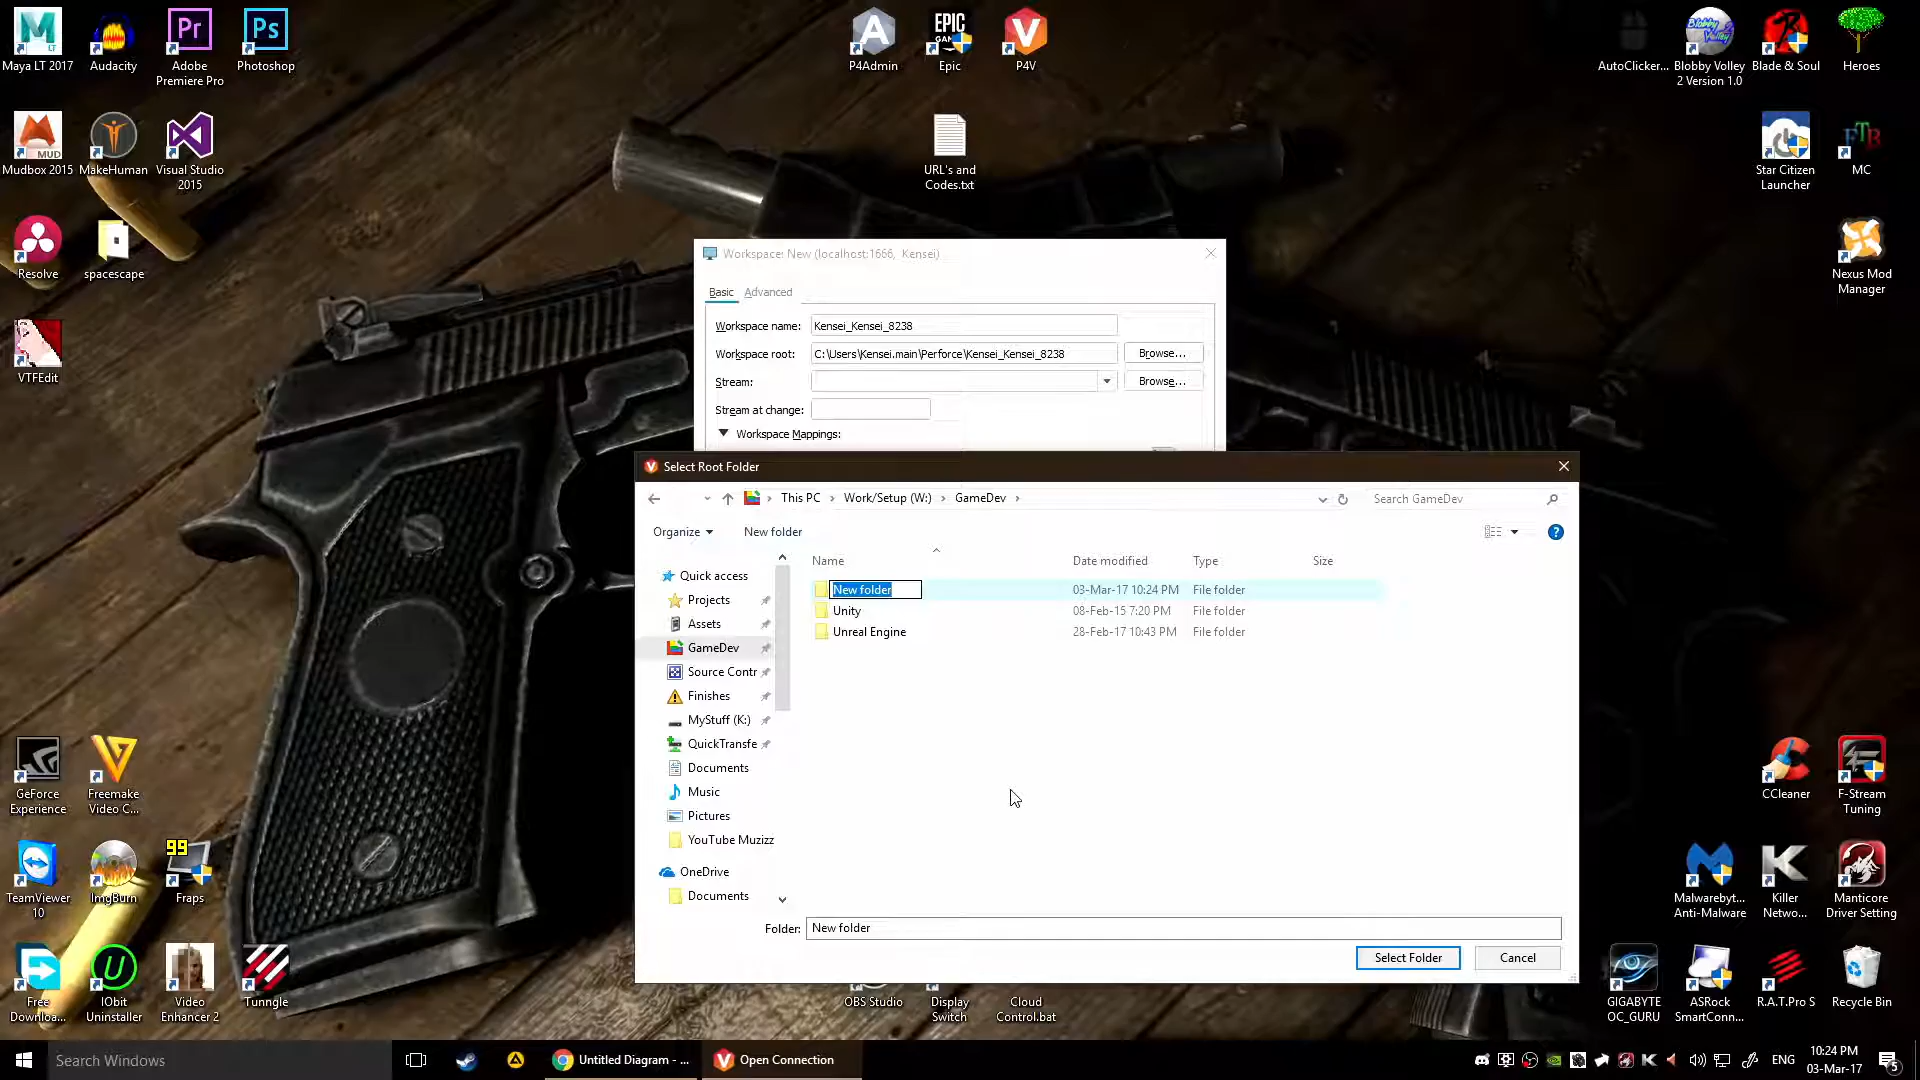 Maya LT 2017
Audacity
Adobe
Premiere Pro
Photoshop
P4Admin
Epic
P4V
AutoClicker...
Blobby Volley
2 Version 1.0
Blade & Soul
Heroes
Mudbox 2015
MakeHuman
Visual Studio
2015
URL's and
Codes.txt
Star Citizen
Launcher
MC
Resolve
spacescape
Nexus Mod
Manager
VTFEdit
Workspace: New (localhost:1666, Kensei)
Basic
Advanced
Workspace name:
Kensei_Kensei_8238
Workspace root:
C:\Users\Kensei.main\Perforce\Kensei_Kensei_8238
Browse...
Stream:
Browse...
Stream at change:
Workspace Mappings:
Select Root Folder
This PC
Work/Setup (W:)
GameDev
Search GameDev
Organize
New folder
Name
Date modified
Type
Size
New folder
03-Mar-17 10:24 PM
File folder
Unity
08-Feb-15 7:20 PM
File folder
Unreal Engine
28-Feb-17 10:43 PM
File folder
Quick access
Projects
Assets
GameDev
Source Contr
Finishes
MyStuff (K:)
QuickTransfe
Documents
Music
Pictures
YouTube Muzizz
OneDrive
Documents
Folder:
New folder
Select Folder
Cancel
GeForce
Experience
Freemake
Video C...
CCleaner
F-Stream
Tuning
TeamViewer
10
ImgBurn
99
Fraps
Malwarebyt...
Anti-Malware
Killer
Netwo...
Manticore
Driver Setting
Free
Downloa...
IObit
Uninstaller
Video
Enhancer 2
Tunngle
OBS Studio
Display
Switch
Cloud
Control.bat
GIGABYTE
OC_GURU
ASRock
SmartConn...
R.A.T.Pro S
Recycle Bin
Search Windows
Untitled Diagram - ...
Open Connection
ENG
10:24 PM
03-Mar-17
5